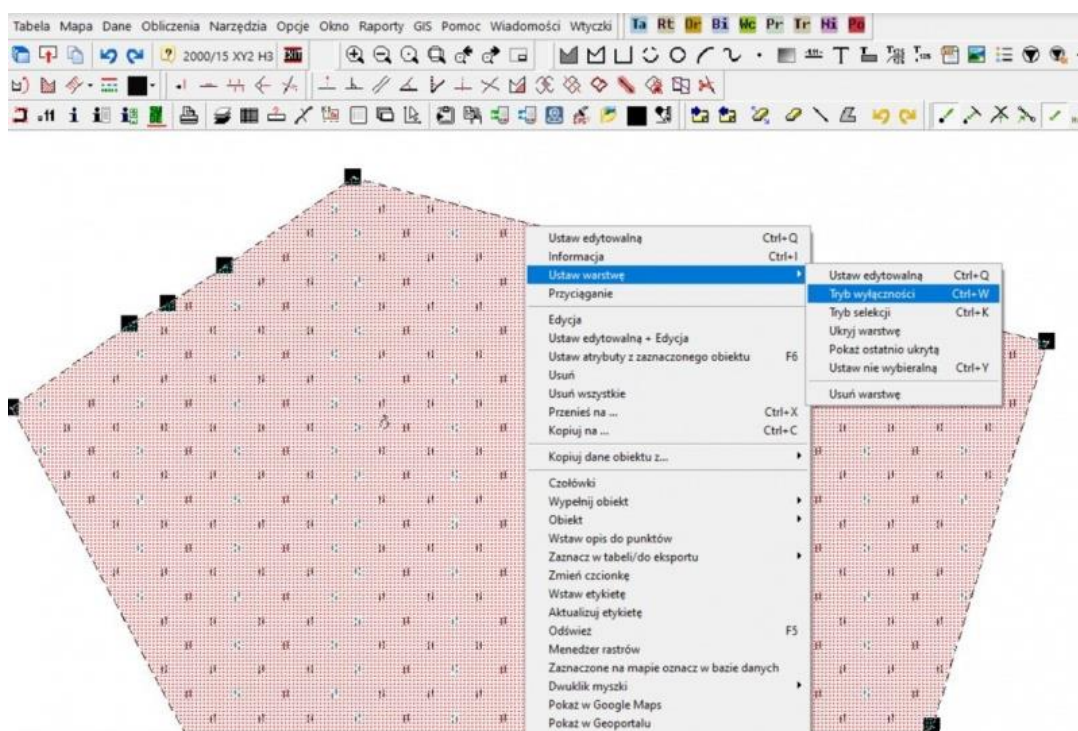 Tabela Mapa Dane Obliczenia Narzędzia Opcje Okno Raporty GIS Pomoc Wiadomości Wtyczki Ta Rt Or Bi Wc Pr Tr Hi Po
2000/15 XY2 H3
Ustaw edytowalną Ctrl+Q
Informacja Ctrl+I
Ustaw warstwę
Przyciąganie
Edycja
Ustaw edytowalną + Edycja
Ustaw atrybuty z zaznaczonego obiektu F6
Usuń
Usuń wszystkie
Przenieś na ... Ctrl+X
Kopiuj na ... Ctrl+C
Kopiuj dane obiektu z...
Czołówki
Wypełnij obiekt
Obiekt
Wstaw opis do punktów
Zaznacz w tabeli/do eksportu
Zmień czcionkę
Wstaw etykietę
Aktualizuj etykietę
Odśwież F5
Menedżer rastrów
Zaznaczone na mapie oznacz w bazie danych
Dwuklik myszki
Pokaż w Google Maps
Pokaż w Geoportalu
Ustaw edytowalną Ctrl+Q
Tryb wyłączności Ctrl+W
Tryb selekcji Ctrl+K
Ukryj warstwę
Pokaż ostatnio ukrytą
Ustaw nie wybieralną Ctrl+Y
Usuń warstwę